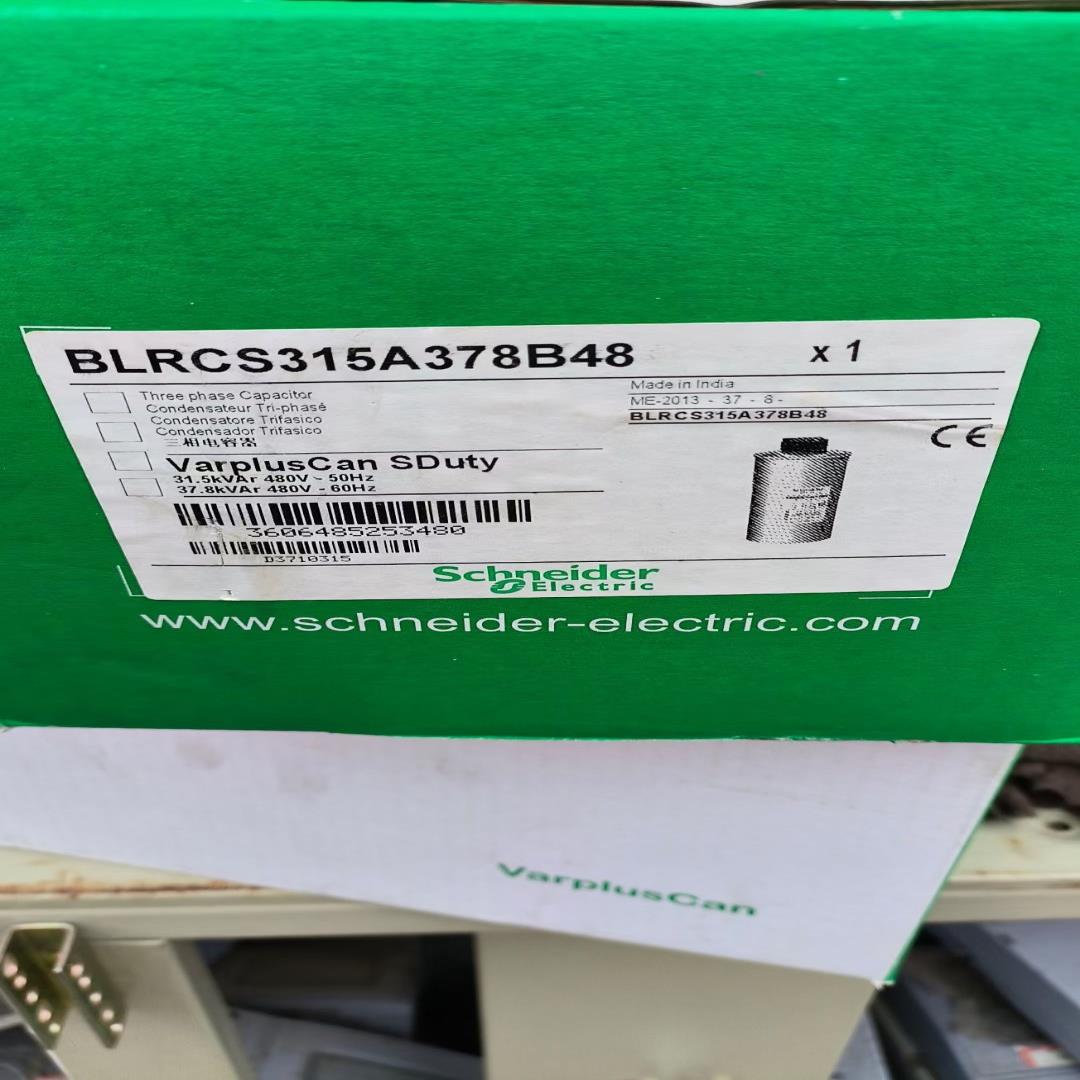 BLRCS315A378B48 x 1
Three phase Capacitor
Condensateur Tri-phasé
Condensatore Trifasico
Condensador Trifasico
三相电容器
VarplusCan SDuty
31.5kVAr 480V ~ 50Hz
37.8kVAr 480V - 60Hz
3606485253480
D3710315
Made in India
ME-2013 - 37 - 8 -
BLRCS315A378B48
CE
Schneider
Electric
www.schneider-electric.com
VarplusCan